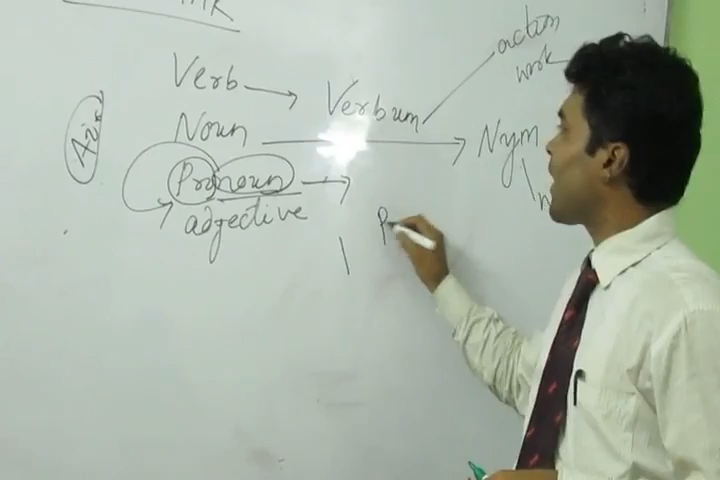 action
work
Verb → Verbum
Noun → Nym
Pronoun →
adjective
P